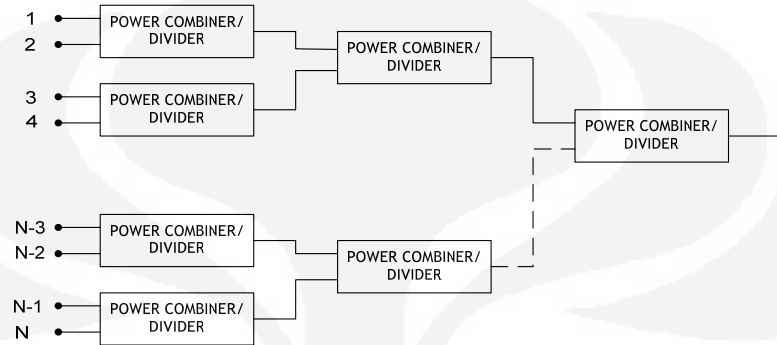 1
2
POWER COMBINER/
DIVIDER
3
4
POWER COMBINER/
DIVIDER
POWER COMBINER/
DIVIDER
POWER COMBINER/
DIVIDER
N-3
N-2
POWER COMBINER/
DIVIDER
N-1
N
POWER COMBINER/
DIVIDER
POWER COMBINER/
DIVIDER